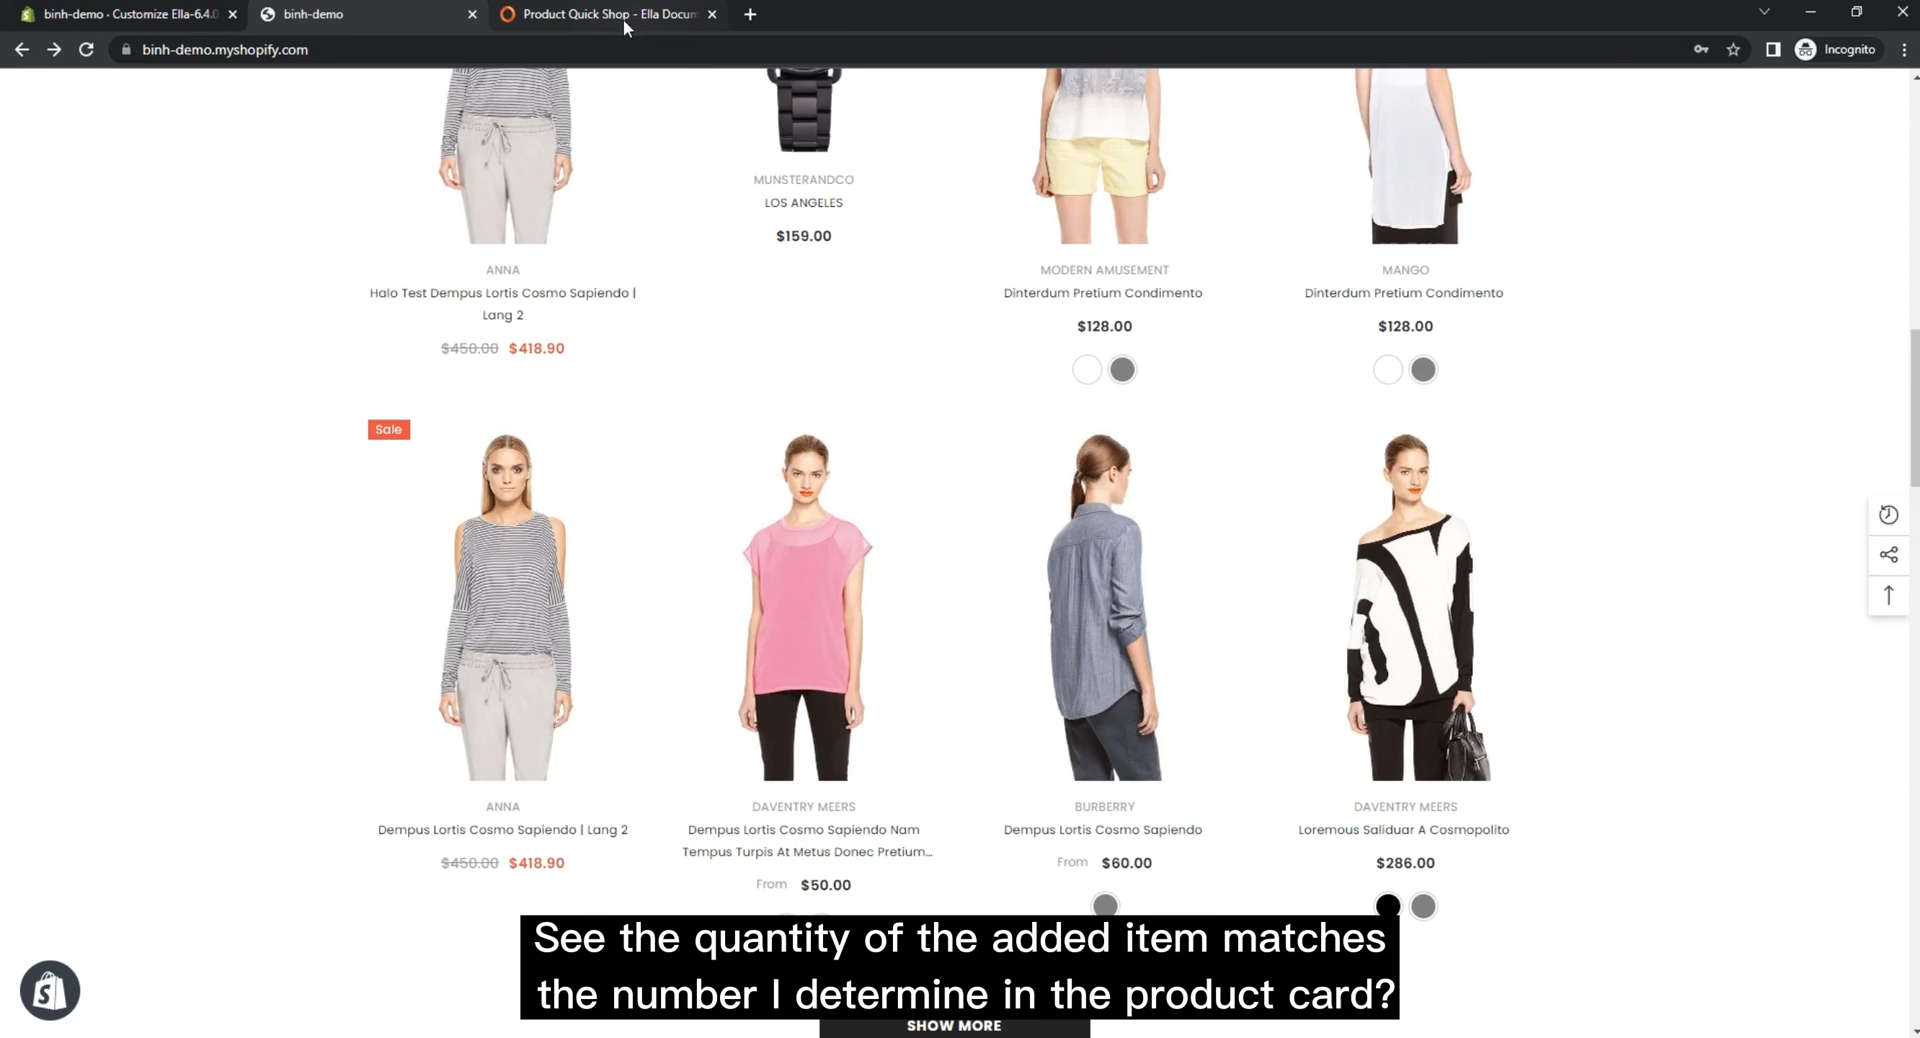 binh-demo · Customize Ella-6.4.0
binh-demo
Product Quick Shop - Ella Docum
binh-demo.myshopify.com
Incognito
MUNSTERANDCO
LOS ANGELES
$159.00
ANNA
Halo Test Dempus Lortis Cosmo Sapiendo |
Lang 2
$450.00 $418.90
MODERN AMUSEMENT
Dinterdum Pretium Condimento
$128.00
MANGO
Dinterdum Pretium Condimento
$128.00
Sale
ANNA
Dempus Lortis Cosmo Sapiendo | Lang 2
$450.00 $418.90
DAVENTRY MEERS
Dempus Lortis Cosmo Sapiendo Nam
Tempus Turpis At Metus Donec Pretium...
From $50.00
BURBERRY
Dempus Lortis Cosmo Sapiendo
From $60.00
DAVENTRY MEERS
Loremous Saliduar A Cosmopolito
$286.00
See the quantity of the added item matches
the number I determine in the product card?
SHOW MORE